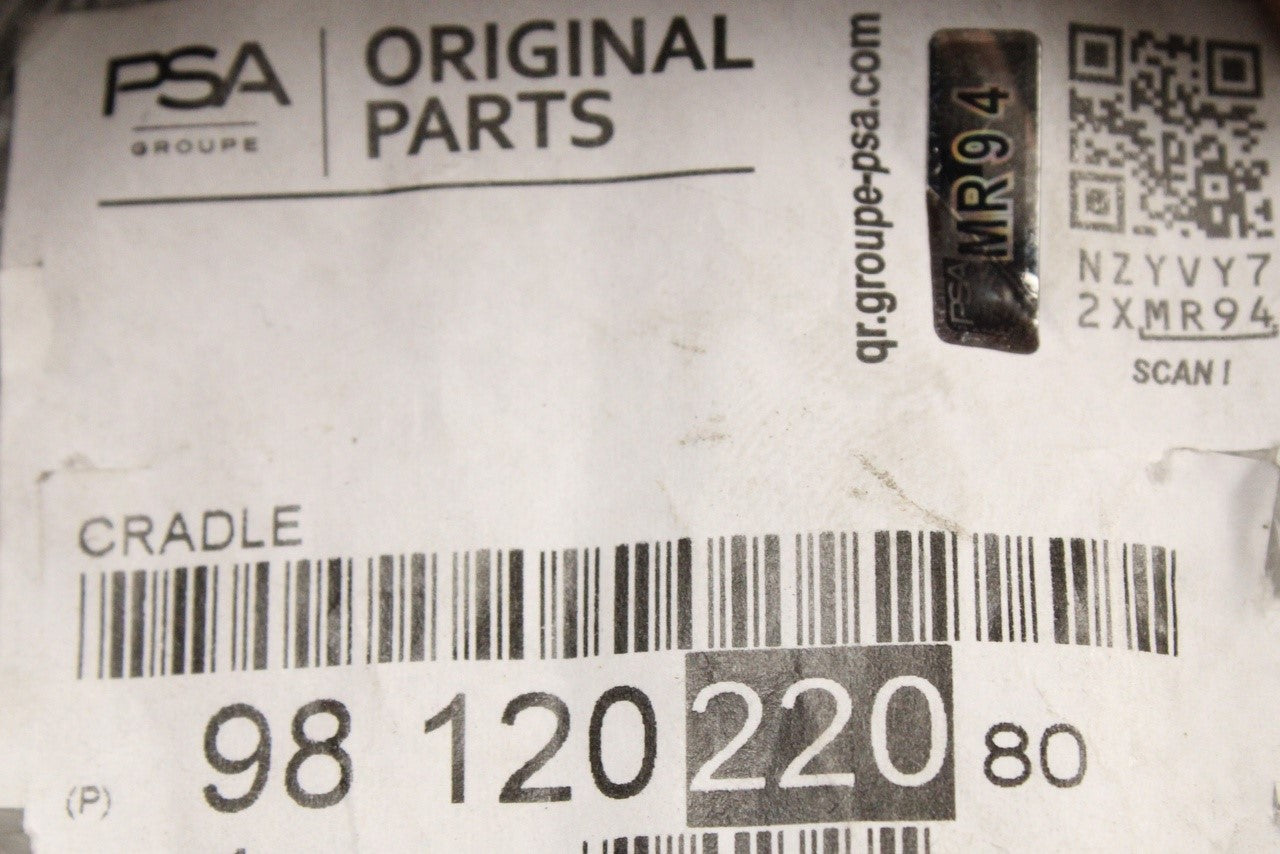 PSA
GROUPE
ORIGINAL
PARTS
qr.groupe-psa.com
MR94
PSA
NZYVY7
2XMR94
SCAN!
CRADLE
(P) 98 120 220 80